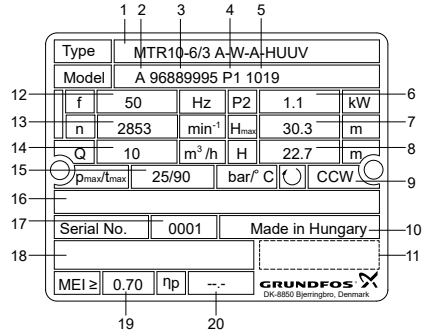 1 2 3 4 5
Type MTR10-6/3 A-W-A-HUUV
Model A 96889995 P1 1019
12 f 50 Hz P2 1.1 kW 6
13 n 2853 min⁻¹ Hmax 30.3 m 7
14 Q 10 m³/h H 22.7 m 8
15 pmax/tmax 25/90 bar/°C CCW 9
16
17 Serial No. 0001 Made in Hungary 10
18 11
MEI ≥ 0.70 ηp --.- GRUNDFOS
DK-8850 Bjerringbro, Denmark
19 20